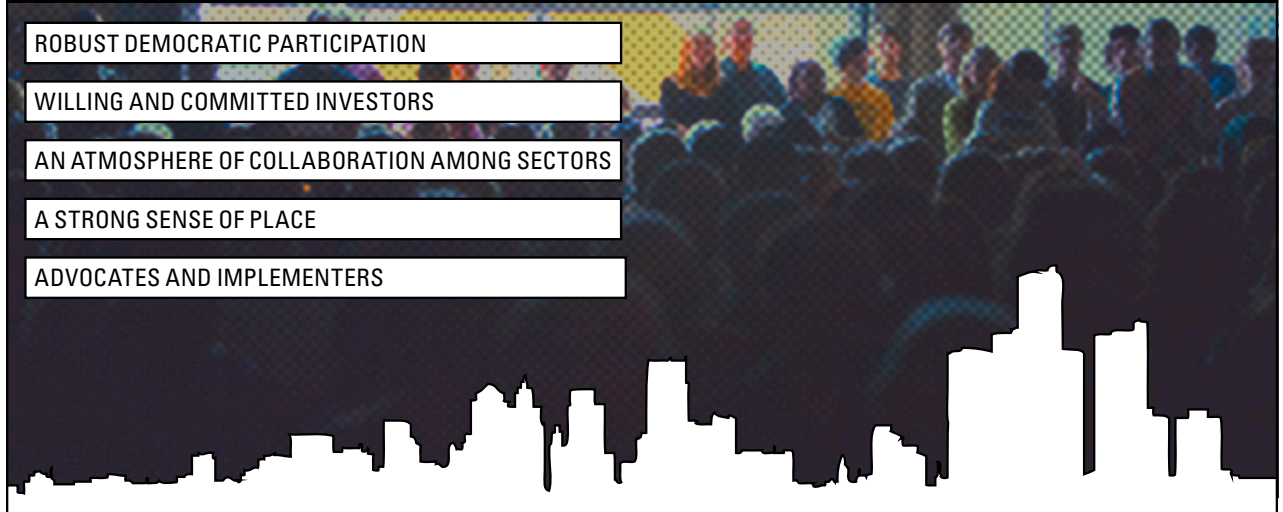 ROBUST DEMOCRATIC PARTICIPATION
WILLING AND COMMITTED INVESTORS
AN ATMOSPHERE OF COLLABORATION AMONG SECTORS
A STRONG SENSE OF PLACE
ADVOCATES AND IMPLEMENTERS